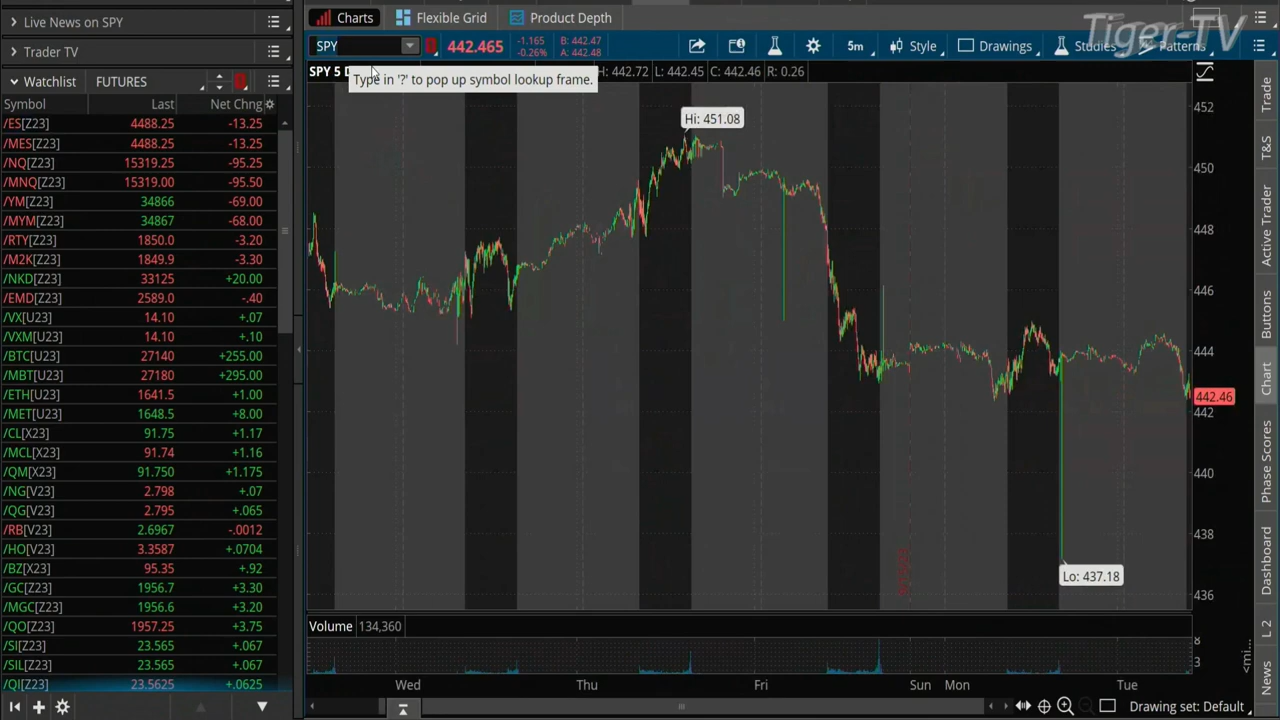 Live News on SPY
Trader TV
Watchlist FUTURES
Symbol Last Net Chng
/ES[Z23] 4488.25 -13.25
/MES[Z23] 4488.25 -13.25
/NQ[Z23] 15319.25 -95.25
/MNQ[Z23] 15319.00 -95.50
/YM[Z23] 34866 -69.00
/MYM[Z23] 34867 -68.00
/RTY[Z23] 1850.0 -3.20
/M2K[Z23] 1849.9 -3.30
/NKD[Z23] 33125 +20.00
/EMD[Z23] 2589.0 -.40
/VX[U23] 14.10 +.07
/VXM[U23] 14.10 +.10
/BTC[U23] 27140 +255.00
/MBT[U23] 27180 +295.00
/ETH[U23] 1641.5 +1.00
/MET[U23] 1648.5 +8.00
/CL[X23] 91.75 +1.17
/MCL[X23] 91.74 +1.16
/QM[X23] 91.750 +1.175
/NG[V23] 2.798 +.07
/QG[V23] 2.795 +.065
/RB[V23] 2.6967 -.0012
/HO[V23] 3.3587 +.0704
/BZ[X23] 95.35 +.92
/GC[Z23] 1956.7 +3.30
/MGC[Z23] 1956.6 +3.20
/QO[Z23] 1957.25 +3.75
/SI[Z23] 23.565 +.067
/SIL[Z23] 23.565 +.067
/QI[Z23] 23.5625 +.0625
Charts Flexible Grid Product Depth
Tiger-TV
SPY 442.465 -1.165 B: 442.47
-0.26% A: 442.48
5m Style Drawings Studies Patterns
SPY 5 D H: 442.72 L: 442.45 C: 442.46 R: 0.26
Type in '?' to pop up symbol lookup frame.
Hi: 451.08
Lo: 437.18
452
450
448
446
444
442.46
442
440
438
436
Volume 134,360
8
3
<mi...
Wed Thu Fri Sun Mon Tue
Drawing set: Default
Trade
T&S
Active Trader
Buttons
Chart
Phase Scores
Dashboard
L 2
News